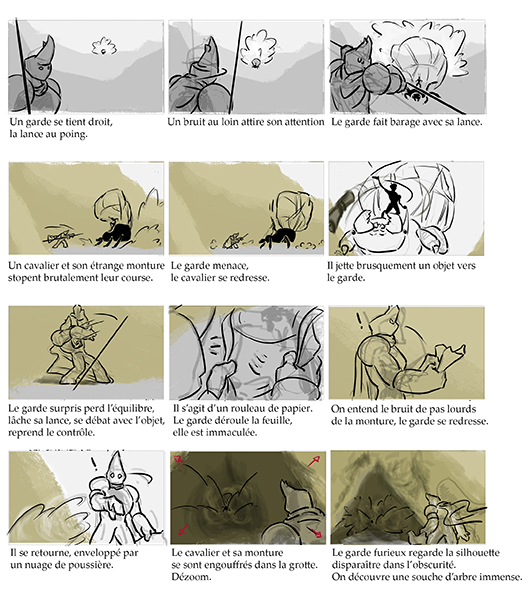 Un garde se tient droit,
la lance au poing.
Un bruit au loin attire son attention
Le garde fait barage avec sa lance.
Un cavalier et son étrange monture
stopent brutalement leur course.
Le garde menace,
le cavalier se redresse.
Il jette brusquement un objet vers
le garde.
Le garde surpris perd l'équilibre,
lâche sa lance, se débat avec l'objet,
reprend le contrôle.
Il s'agit d'un rouleau de papier.
Le garde déroule la feuille,
elle est immaculée.
On entend le bruit de pas lourds
de la monture, le garde se redresse.
Il se retourne, enveloppé par
un nuage de poussière.
Le cavalier et sa monture
se sont engouffrés dans la grotte.
Dézoom.
Le garde furieux regarde la silhouette
disparaître dans l'obscurité.
On découvre une souche d'arbre immense.